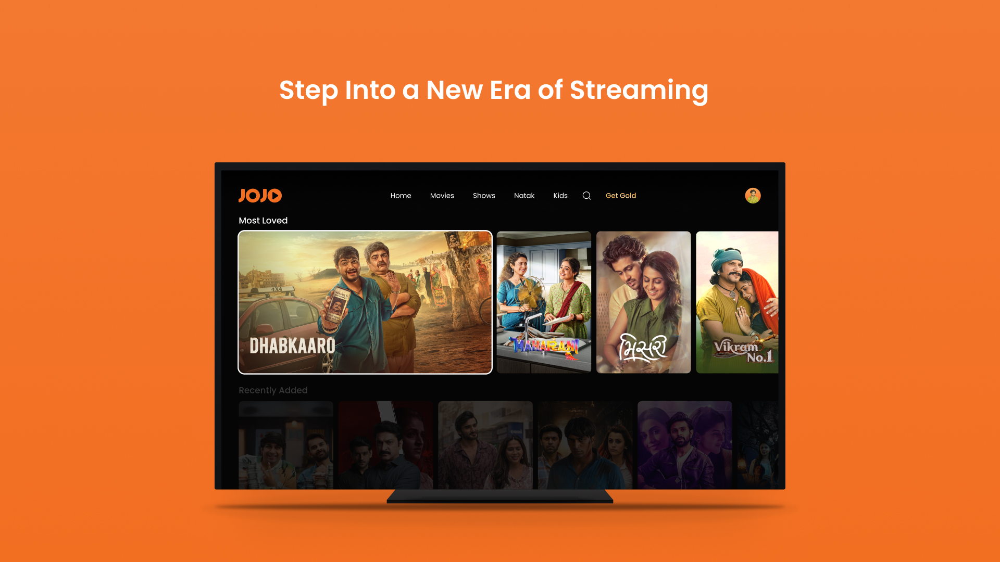 Step Into a New Era of Streaming
JOJO
Home Movies Shows Natak Kids Get Gold
Most Loved
4X4
DHABKAARO
MAHARANI
મિસરી
Vikram
No.1
Recently Added